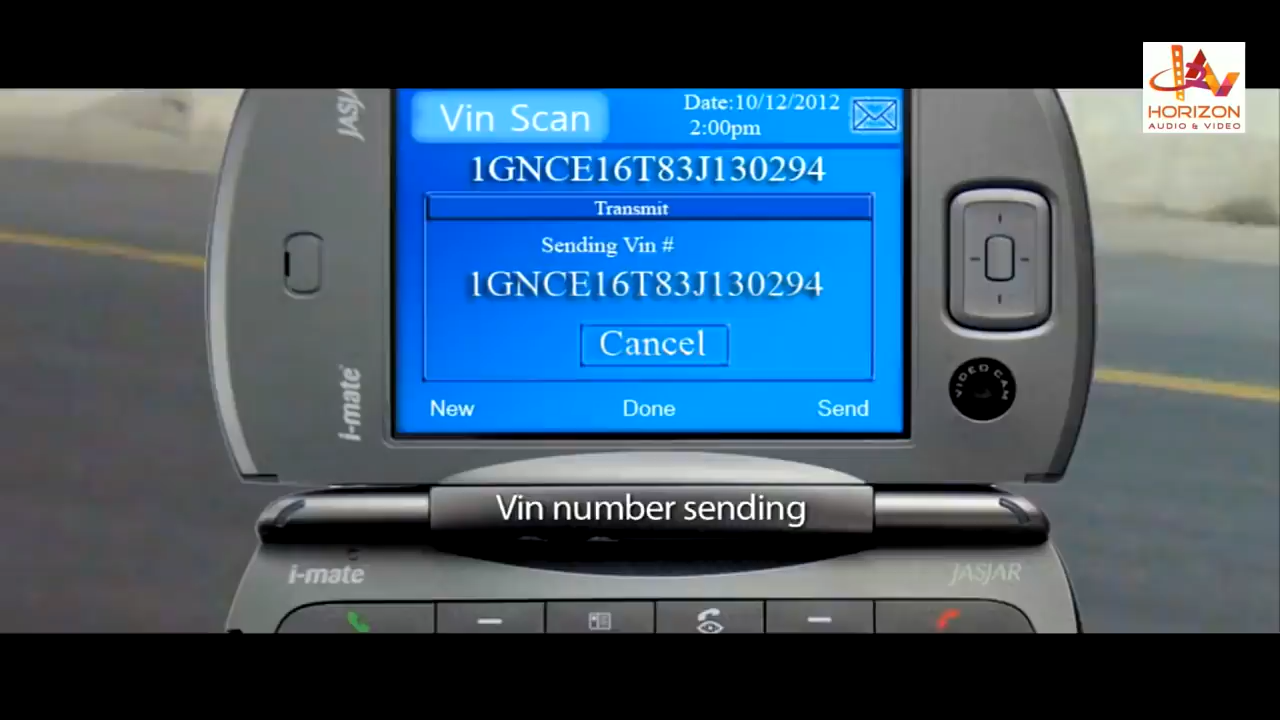 HORIZON
AUDIO & VIDEO
Vin Scan
Date:10/12/2012
2:00pm
1GNCE16T83J130294
Transmit
Sending Vin #
1GNCE16T83J130294
Cancel
New
Done
Send
VIDEO CAM
i-mate
Vin number sending
i-mate
JASJAR